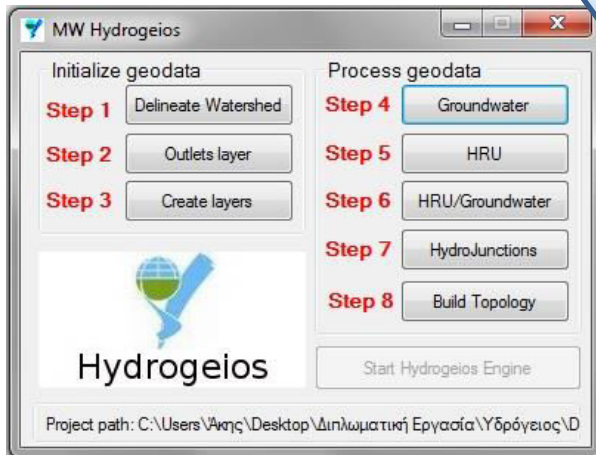 MW Hydrogeios
Initialize geodata
Step 1 Delineate Watershed
Step 2 Outlets layer
Step 3 Create layers
Hydrogeios
Process geodata
Step 4 Groundwater
Step 5 HRU
Step 6 HRU/Groundwater
Step 7 HydroJunctions
Step 8 Build Topology
Start Hydrogeios Engine
Project path: C:\Users\Άκης\Desktop\Διπλωματική Εργασία\Υδρόγειος\D